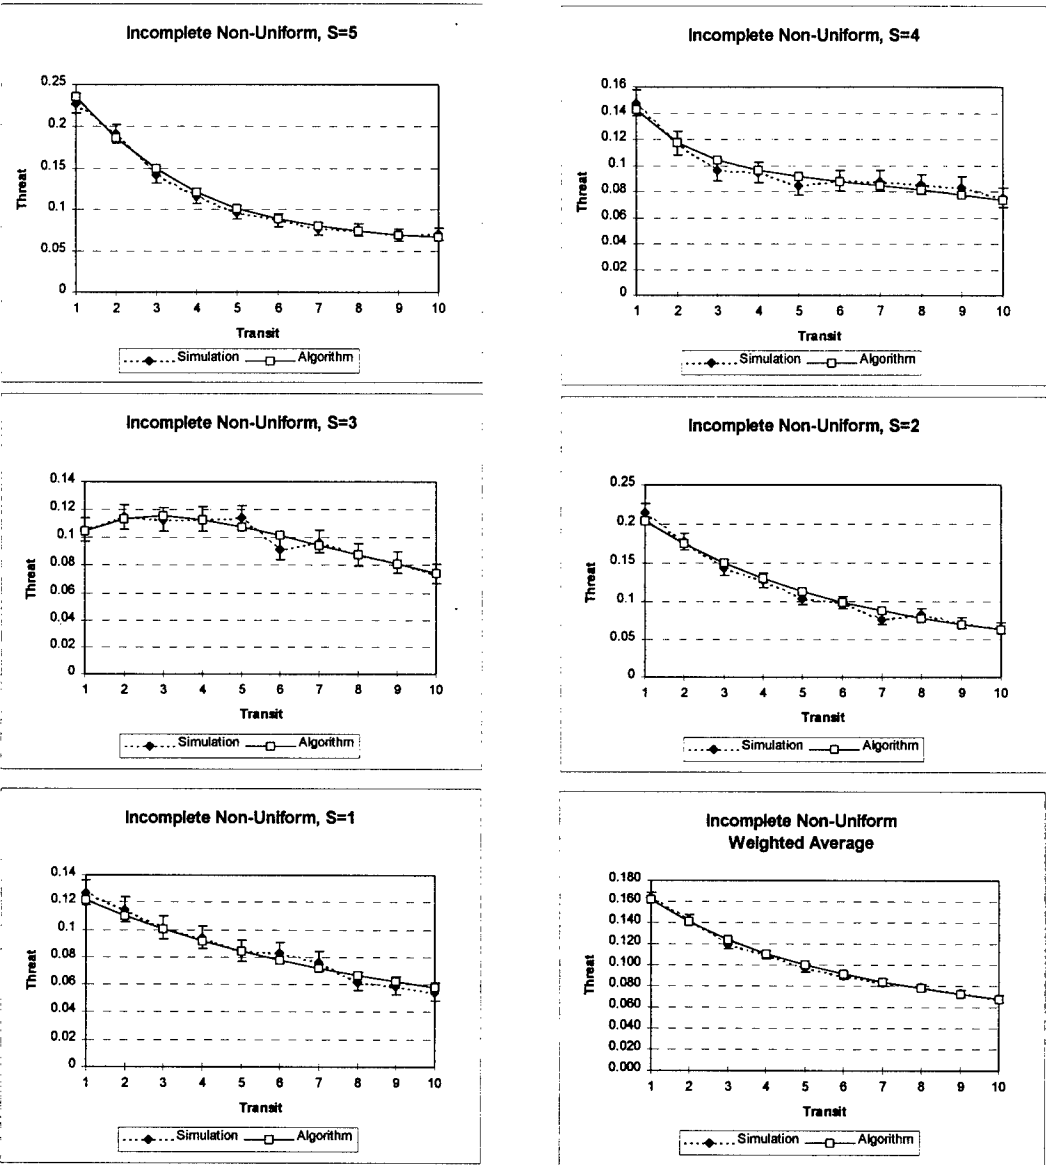 Incomplete Non-Uniform, S=5
0.25
0.2
0.15
0.1
0.05
0
Threat
1 2 3 4 5 6 7 8 9 10
Transit
Simulation Algorithm
Incomplete Non-Uniform, S=4
0.16
0.14
0.12
0.1
0.08
0.06
0.04
0.02
0
Threat
1 2 3 4 5 6 7 8 9 10
Transit
Simulation Algorithm
Incomplete Non-Uniform, S=3
0.14
0.12
0.1
0.08
0.06
0.04
0.02
0
Threat
1 2 3 4 5 6 7 8 9 10
Transit
Simulation Algorithm
Incomplete Non-Uniform, S=2
0.25
0.2
0.15
0.1
0.05
0
Threat
1 2 3 4 5 6 7 8 9 10
Transit
Simulation Algorithm
Incomplete Non-Uniform, S=1
0.14
0.12
0.1
0.08
0.06
0.04
0.02
0
Threat
1 2 3 4 5 6 7 8 9 10
Transit
Simulation Algorithm
Incomplete Non-Uniform
Weighted Average
0.180
0.160
0.140
0.120
0.100
0.080
0.060
0.040
0.020
0.000
Threat
1 2 3 4 5 6 7 8 9 10
Transit
Simulation Algorithm